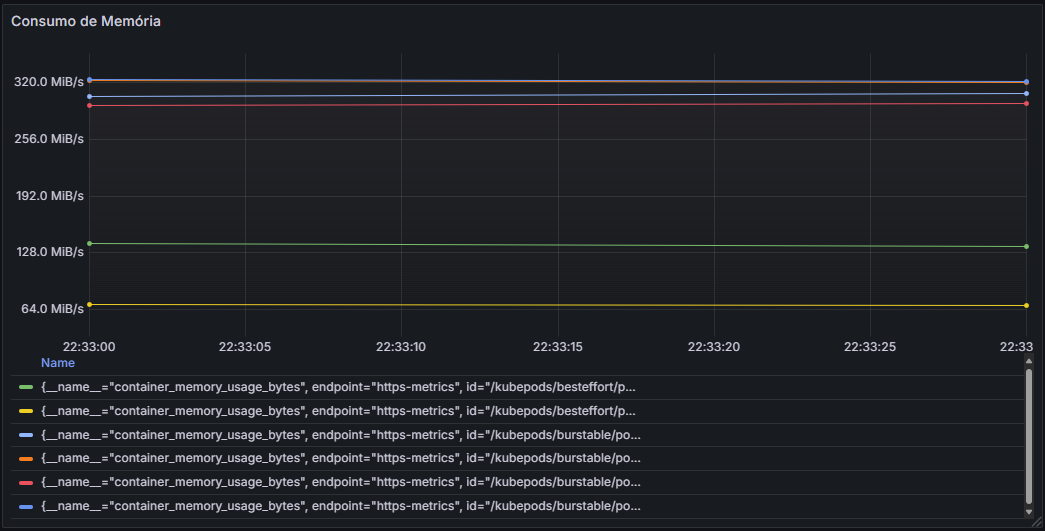 Consumo de Memória
320.0 MiB/s
256.0 MiB/s
192.0 MiB/s
128.0 MiB/s
64.0 MiB/s
22:33:00 22:33:05 22:33:10 22:33:15 22:33:20 22:33:25 22:33
Name
{__name__="container_memory_usage_bytes", endpoint="https-metrics", id="/kubepods/besteffort/p...
{__name__="container_memory_usage_bytes", endpoint="https-metrics", id="/kubepods/besteffort/p...
{__name__="container_memory_usage_bytes", endpoint="https-metrics", id="/kubepods/burstable/po...
{__name__="container_memory_usage_bytes", endpoint="https-metrics", id="/kubepods/burstable/po...
{__name__="container_memory_usage_bytes", endpoint="https-metrics", id="/kubepods/burstable/po...
{__name__="container_memory_usage_bytes", endpoint="https-metrics", id="/kubepods/burstable/po...